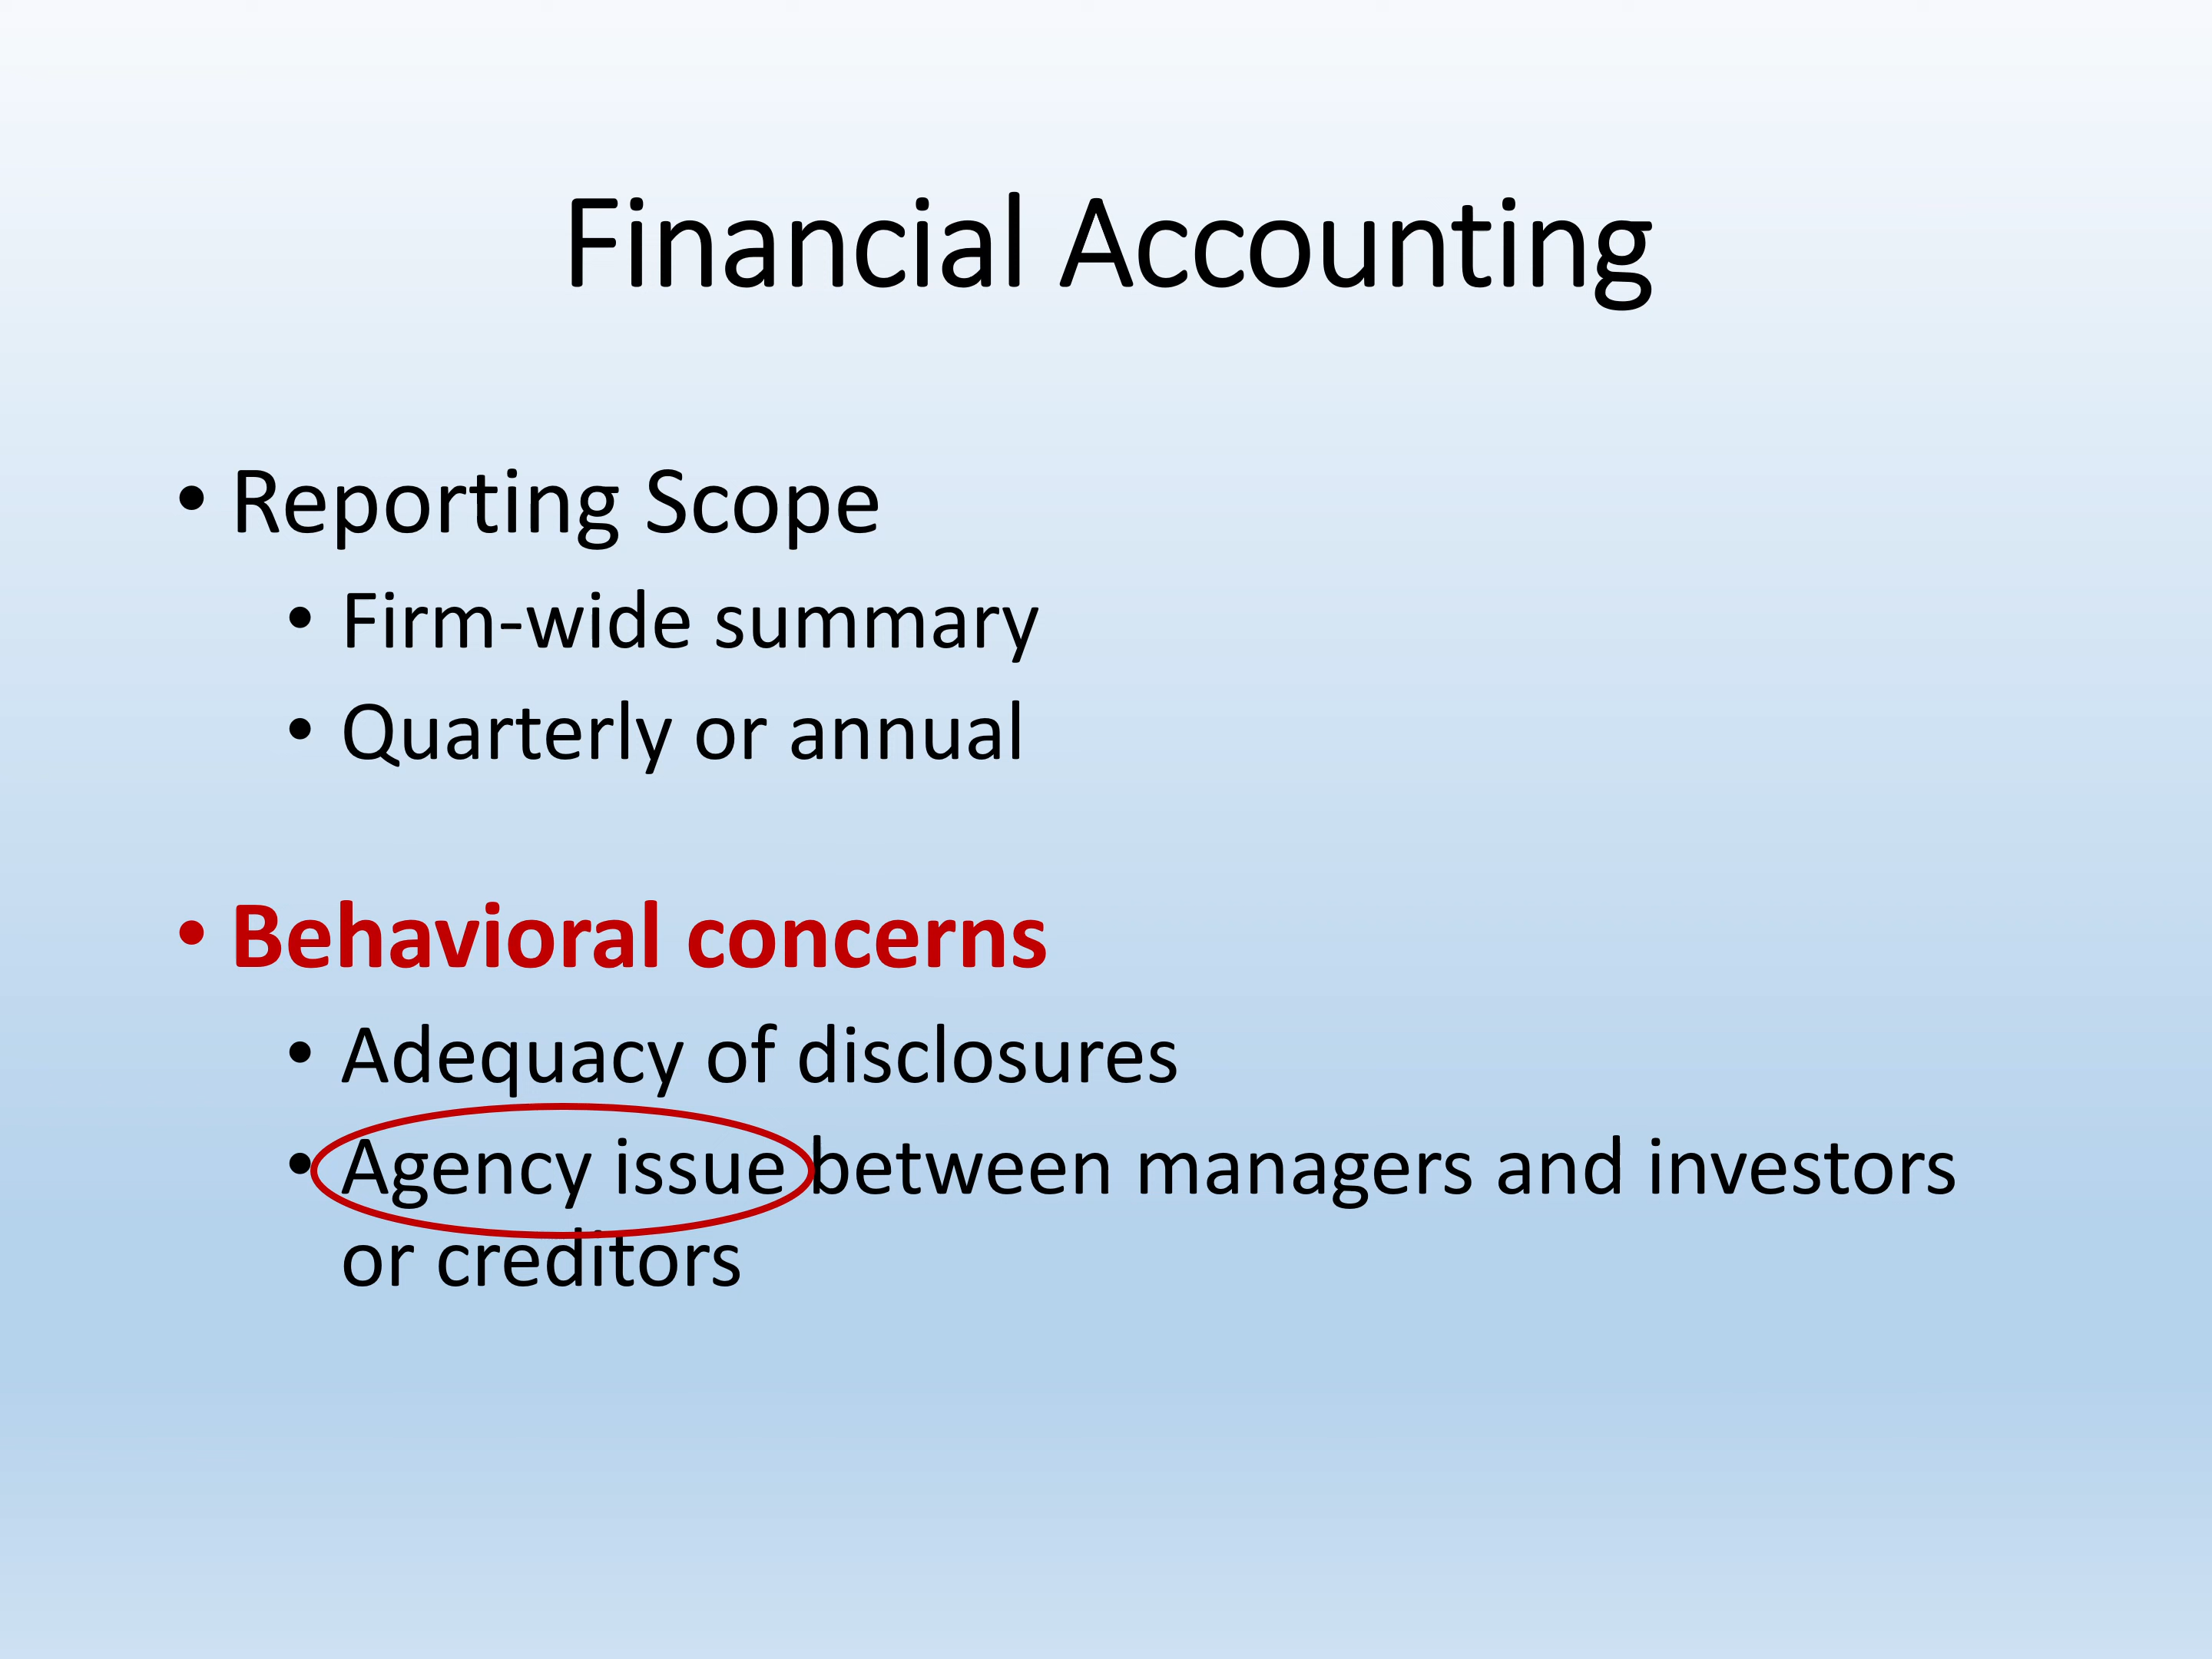 Financial Accounting
• Reporting Scope
• Firm-wide summary
• Quarterly or annual
• Behavioral concerns
• Adequacy of disclosures
• Agency issue between managers and investors
or creditors